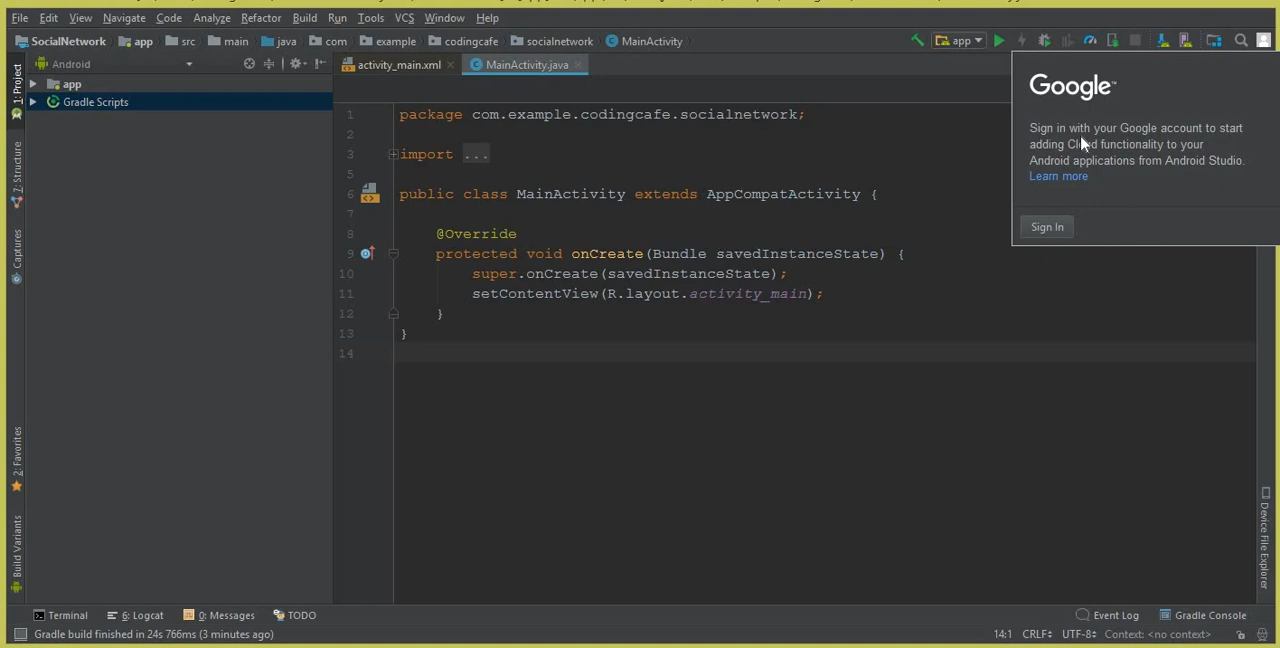 File Edit View Navigate Code Analyze Refactor Build Run Tools VCS Window Help
SocialNetwork app src main java com example codingcafe socialnetwork MainActivity app
Android activity_main.xml MainActivity.java
1: Project
7: Structure
Captures
2: Favorites
Build Variants
app
Gradle Scripts
1 package com.example.codingcafe.socialnetwork;
2
3 import ...
5
6 public class MainActivity extends AppCompatActivity {
7
8 @Override
9 protected void onCreate(Bundle savedInstanceState) {
10 super.onCreate(savedInstanceState);
11 setContentView(R.layout.activity_main);
12 }
13 }
14
Google™
Sign in with your Google account to start
adding Cloud functionality to your
Android applications from Android Studio.
Learn more
Sign In
Device File Explorer
Terminal 6: Logcat 0: Messages TODO Event Log Gradle Console
Gradle build finished in 24s 766ms (3 minutes ago) 14:1 CRLF UTF-8 Context: <no context>